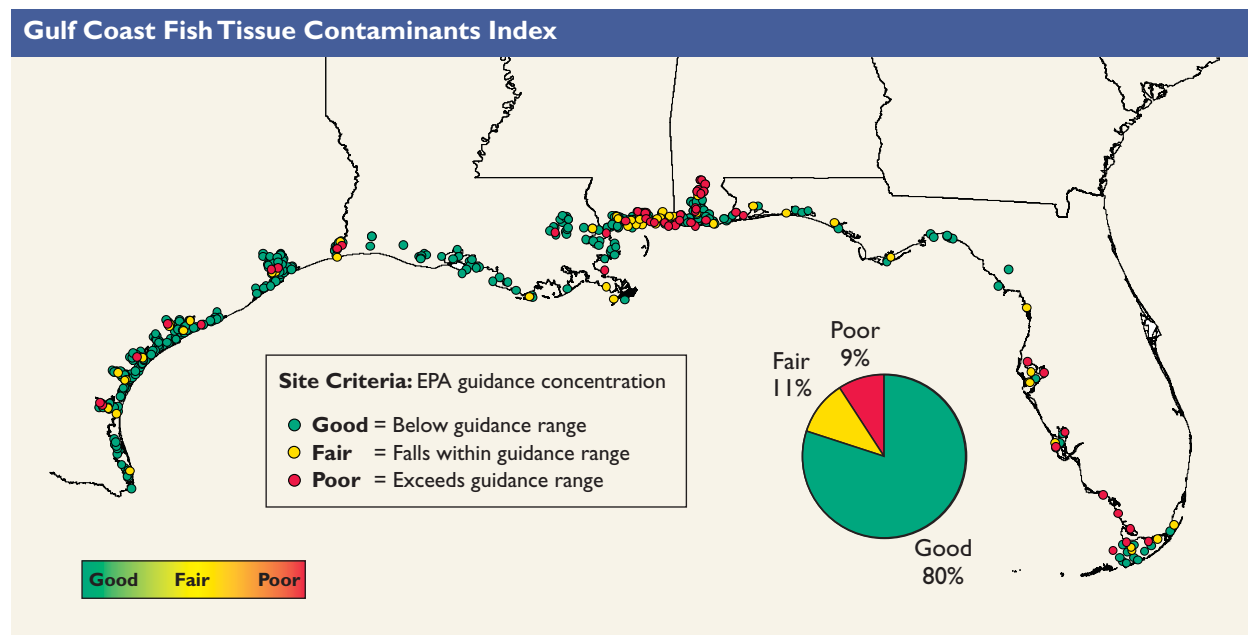 Gulf Coast Fish Tissue Contaminants Index
Poor
9%
Fair
11%
Site Criteria: EPA guidance concentration
Good = Below guidance range
Fair = Falls within guidance range
Poor = Exceeds guidance range
Good
80%
Good Fair Poor